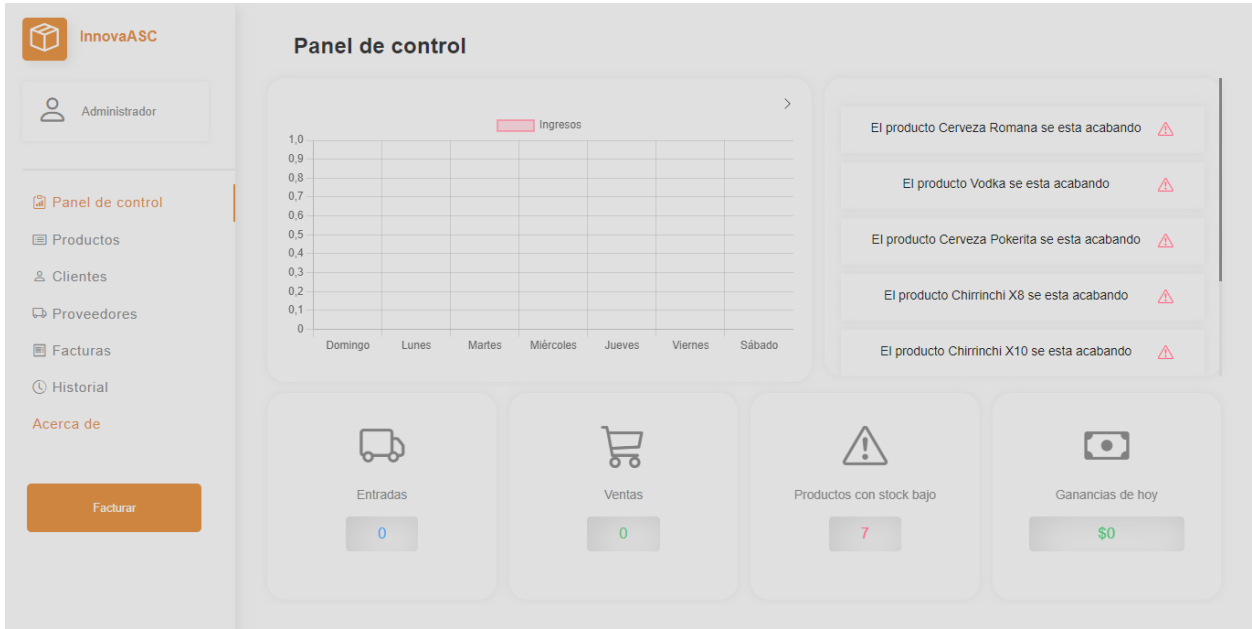 InnovaASC
Administrador
Panel de control
Productos
Clientes
Proveedores
Facturas
Historial
Acerca de
Facturar
Panel de control
Ingresos
1,0
0,9
0,8
0,7
0,6
0,5
0,4
0,3
0,2
0,1
0
Domingo Lunes Martes Miércoles Jueves Viernes Sábado
El producto Cerveza Romana se esta acabando
El producto Vodka se esta acabando
El producto Cerveza Pokerita se esta acabando
El producto Chirrinchi X8 se esta acabando
El producto Chirrinchi X10 se esta acabando
Entradas
0
Ventas
0
Productos con stock bajo
7
Ganancias de hoy
$0